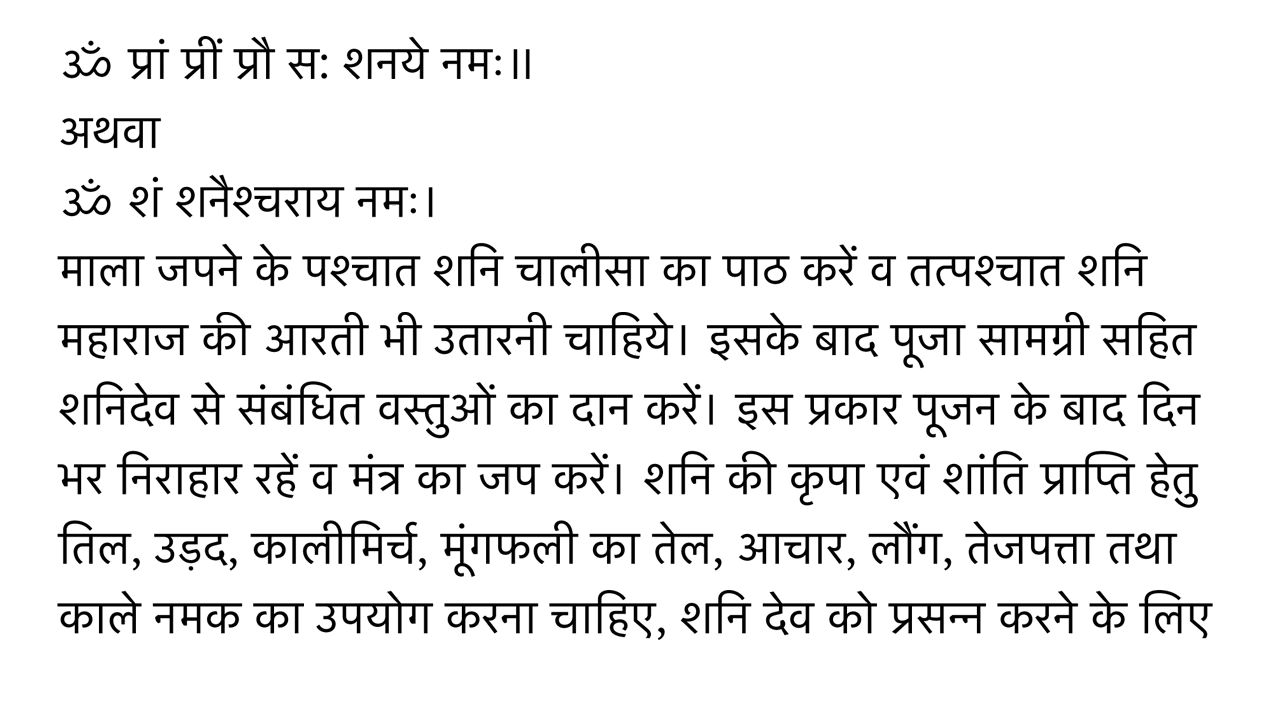 ॐ प्रां प्रीं प्रौ स: शनये नमः॥
अथवा
ॐ शं शनैश्चराय नमः।
माला जपने के पश्चात शनि चालीसा का पाठ करें व तत्पश्चात शनि
महाराज की आरती भी उतारनी चाहिये। इसके बाद पूजा सामग्री सहित
शनिदेव से संबंधित वस्तुओं का दान करें। इस प्रकार पूजन के बाद दिन
भर निराहार रहें व मंत्र का जप करें। शनि की कृपा एवं शांति प्राप्ति हेतु
तिल, उड़द, कालीमिर्च, मूंगफली का तेल, आचार, लौंग, तेजपत्ता तथा
काले नमक का उपयोग करना चाहिए, शनि देव को प्रसन्न करने के लिए